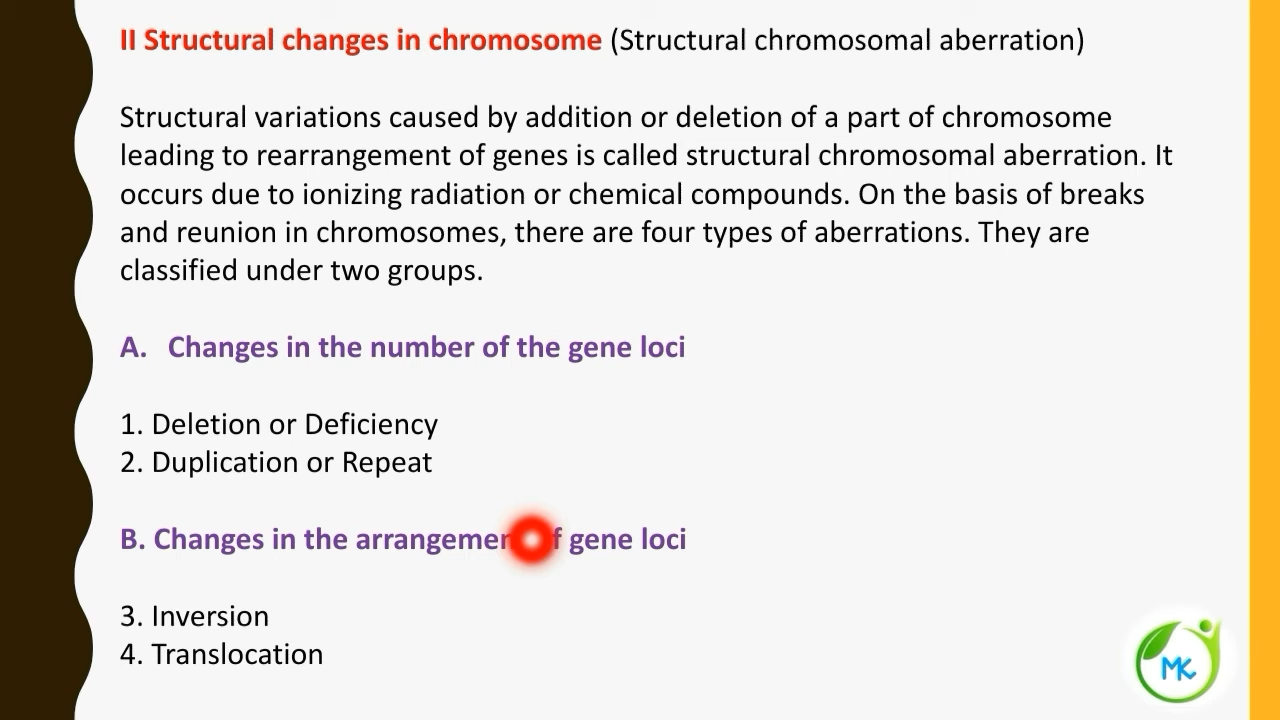 II Structural changes in chromosome (Structural chromosomal aberration)
Structural variations caused by addition or deletion of a part of chromosome
leading to rearrangement of genes is called structural chromosomal aberration. It
occurs due to ionizing radiation or chemical compounds. On the basis of breaks
and reunion in chromosomes, there are four types of aberrations. They are
classified under two groups.
A. Changes in the number of the gene loci
1. Deletion or Deficiency
2. Duplication or Repeat
B. Changes in the arrangement of gene loci
3. Inversion
4. Translocation
MK